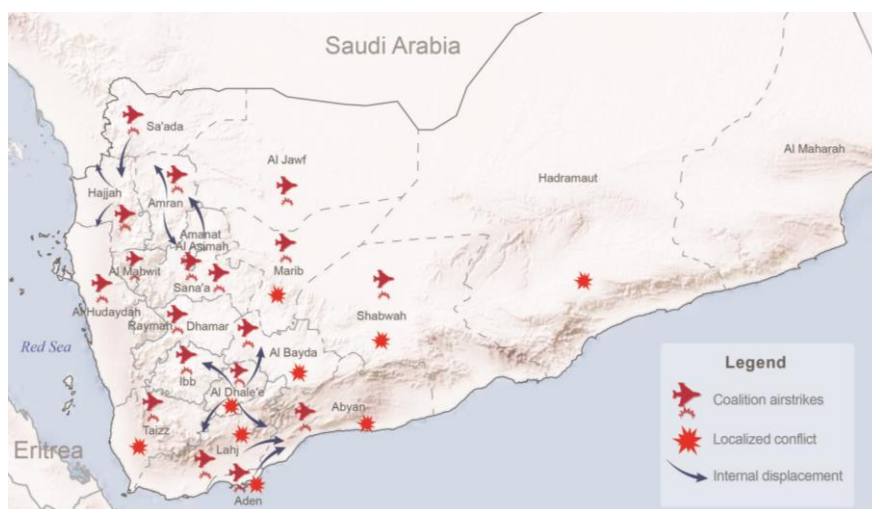 Saudi Arabia
Sa'ada
Al Jawf
Al Maharah
Hadramaut
Hajjah
Amran
Amanat
Al Asimah
Marib
Al Mahwit
Sana'a
Al Hudaydah
Shabwah
Raymah
Dhamar
Red Sea
Al Bayda
Ibb
Al Dhale'e
Abyan
Taizz
Eritrea
Lahj
Aden
Legend
Coalition airstrikes
Localized conflict
Internal displacement